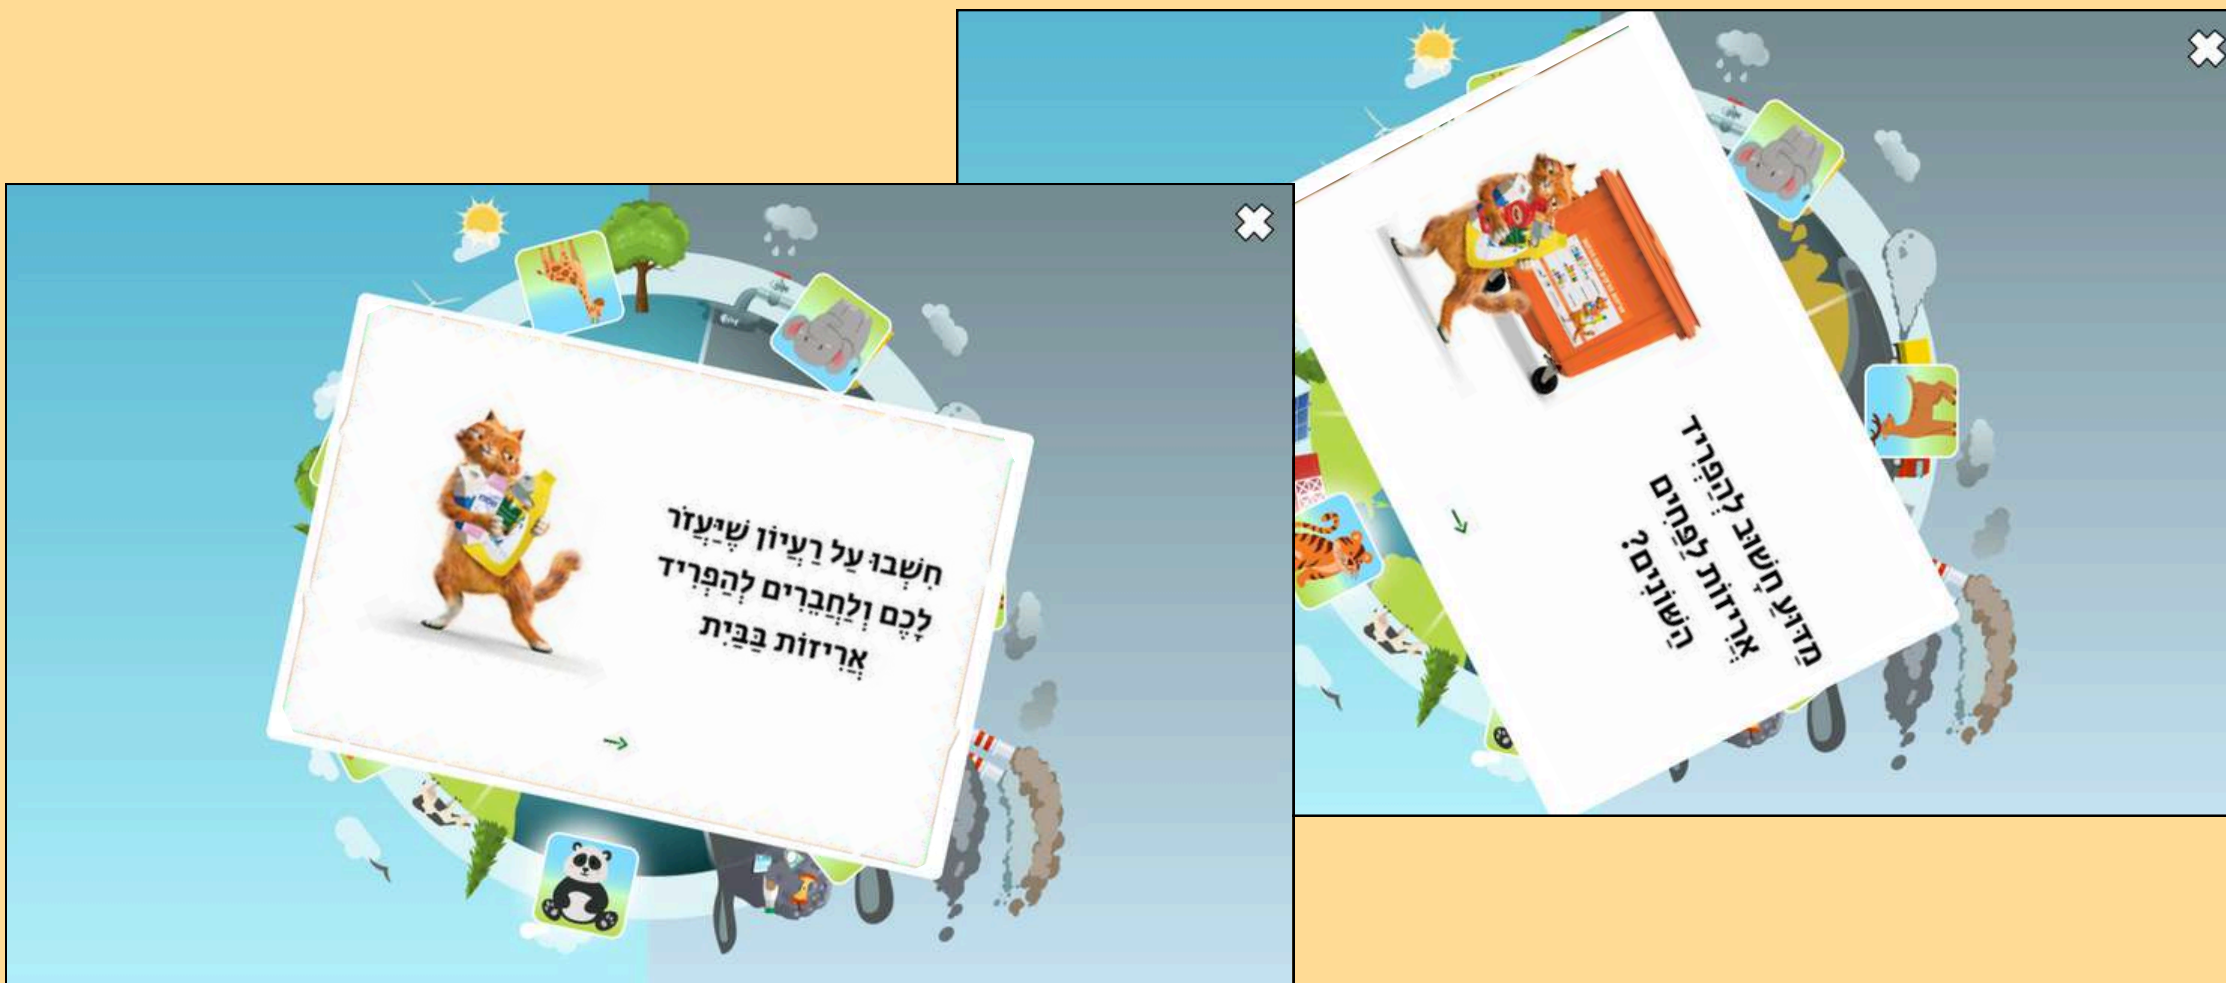 חִשְׁבוּ עַל רַעֲיוֹן שֶׁיַּעֲזֹר
לָכֶם וְלַחֲבֵרִים לְהַפְרִיד
אֲרִיזוֹת בַּבַּיִת
מַדּוּעַ חָשׁוּב לְהַפְרִיד
אֲרִיזוֹת לַפַּחִים
הַשּׁוֹנִים?